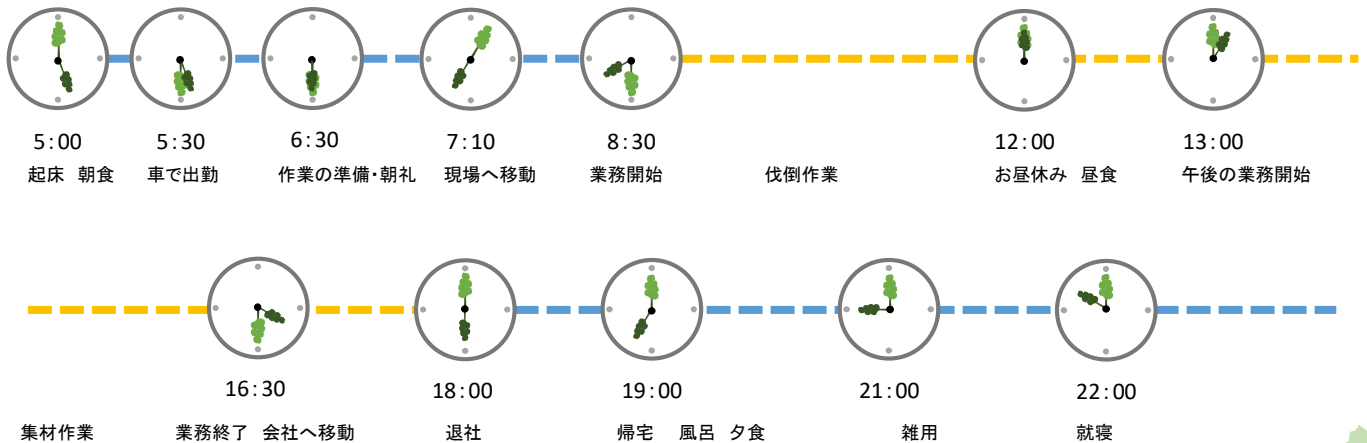 5:00 5:30 6:30 7:10 8:30 12:00 13:00
起床 朝食 車で出勤 作業の準備・朝礼 現場へ移動 業務開始 伐倒作業 お昼休み 昼食 午後の業務開始
16:30 18:00 19:00 21:00 22:00
集材作業 業務終了 会社へ移動 退社 帰宅 風呂 夕食 雑用 就寝